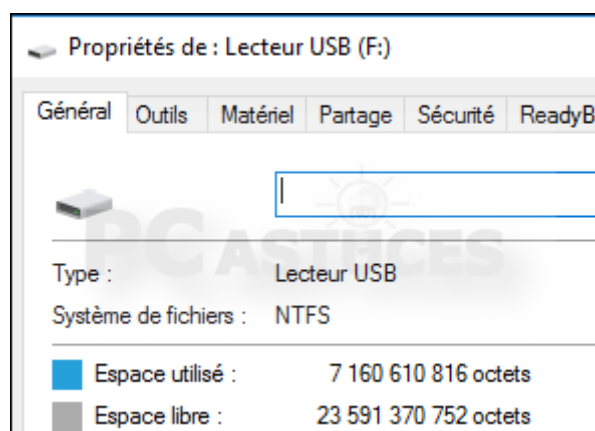 Propriétés de : Lecteur USB (F:)
Général Outils Matériel Partage Sécurité ReadyB
PC ASTUCES
Type : Lecteur USB
Système de fichiers : NTFS
Espace utilisé : 7 160 610 816 octets
Espace libre : 23 591 370 752 octets